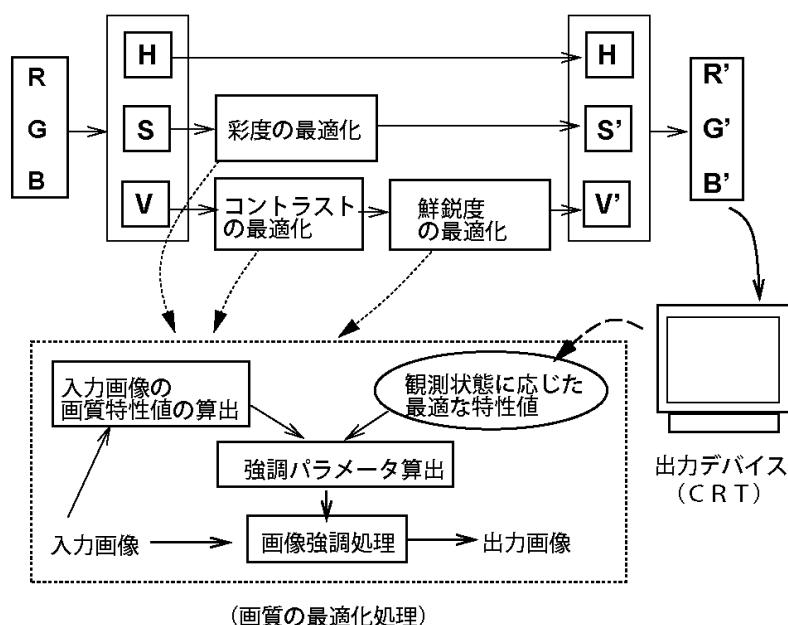 R
G
B
H
S
V
彩度の最適化
コントラスト
の最適化
鮮鋭度
の最適化
H
S’
V’
R’
G’
B’
入力画像の
画質特性値の算出
観測状態に応じた
最適な特性値
強調パラメータ算出
入力画像
画像強調処理
出力画像
出力デバイス
(ＣＲＴ)
(画質の最適化処理)